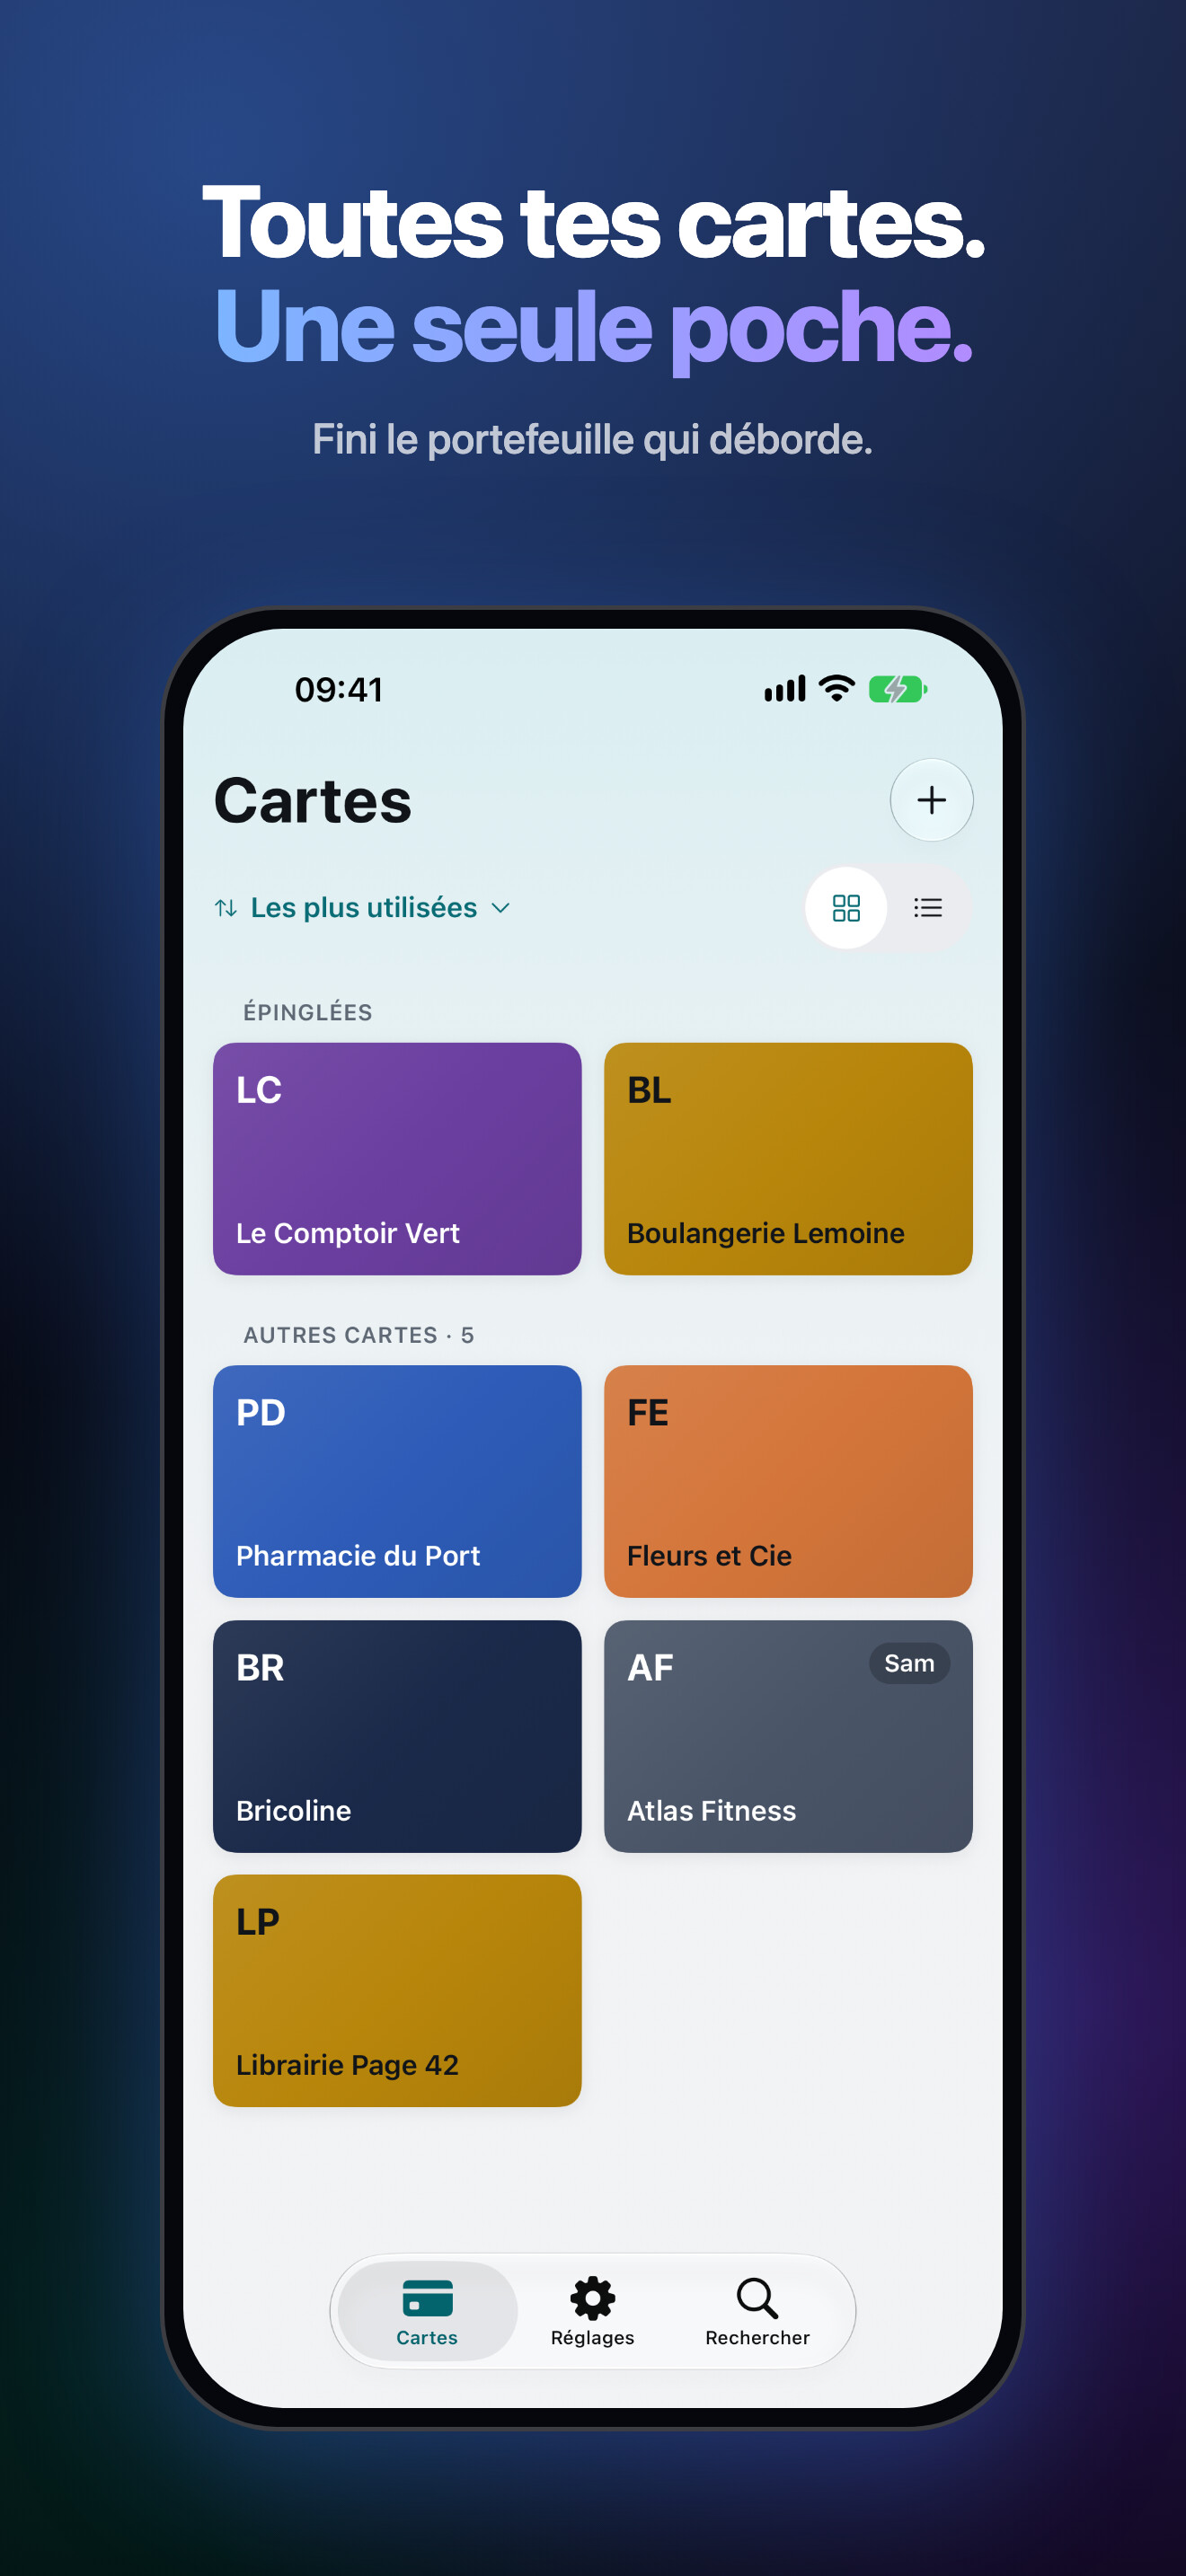 Toutes tes cartes.
Une seule poche.
Fini le portefeuille qui déborde.
09:41
Cartes
Les plus utilisées
ÉPINGLÉES
LC
Le Comptoir Vert
BL
Boulangerie Lemoine
AUTRES CARTES · 5
PD
Pharmacie du Port
FE
Fleurs et Cie
BR
Bricoline
AF
Sam
Atlas Fitness
LP
Librairie Page 42
Cartes
Réglages
Rechercher